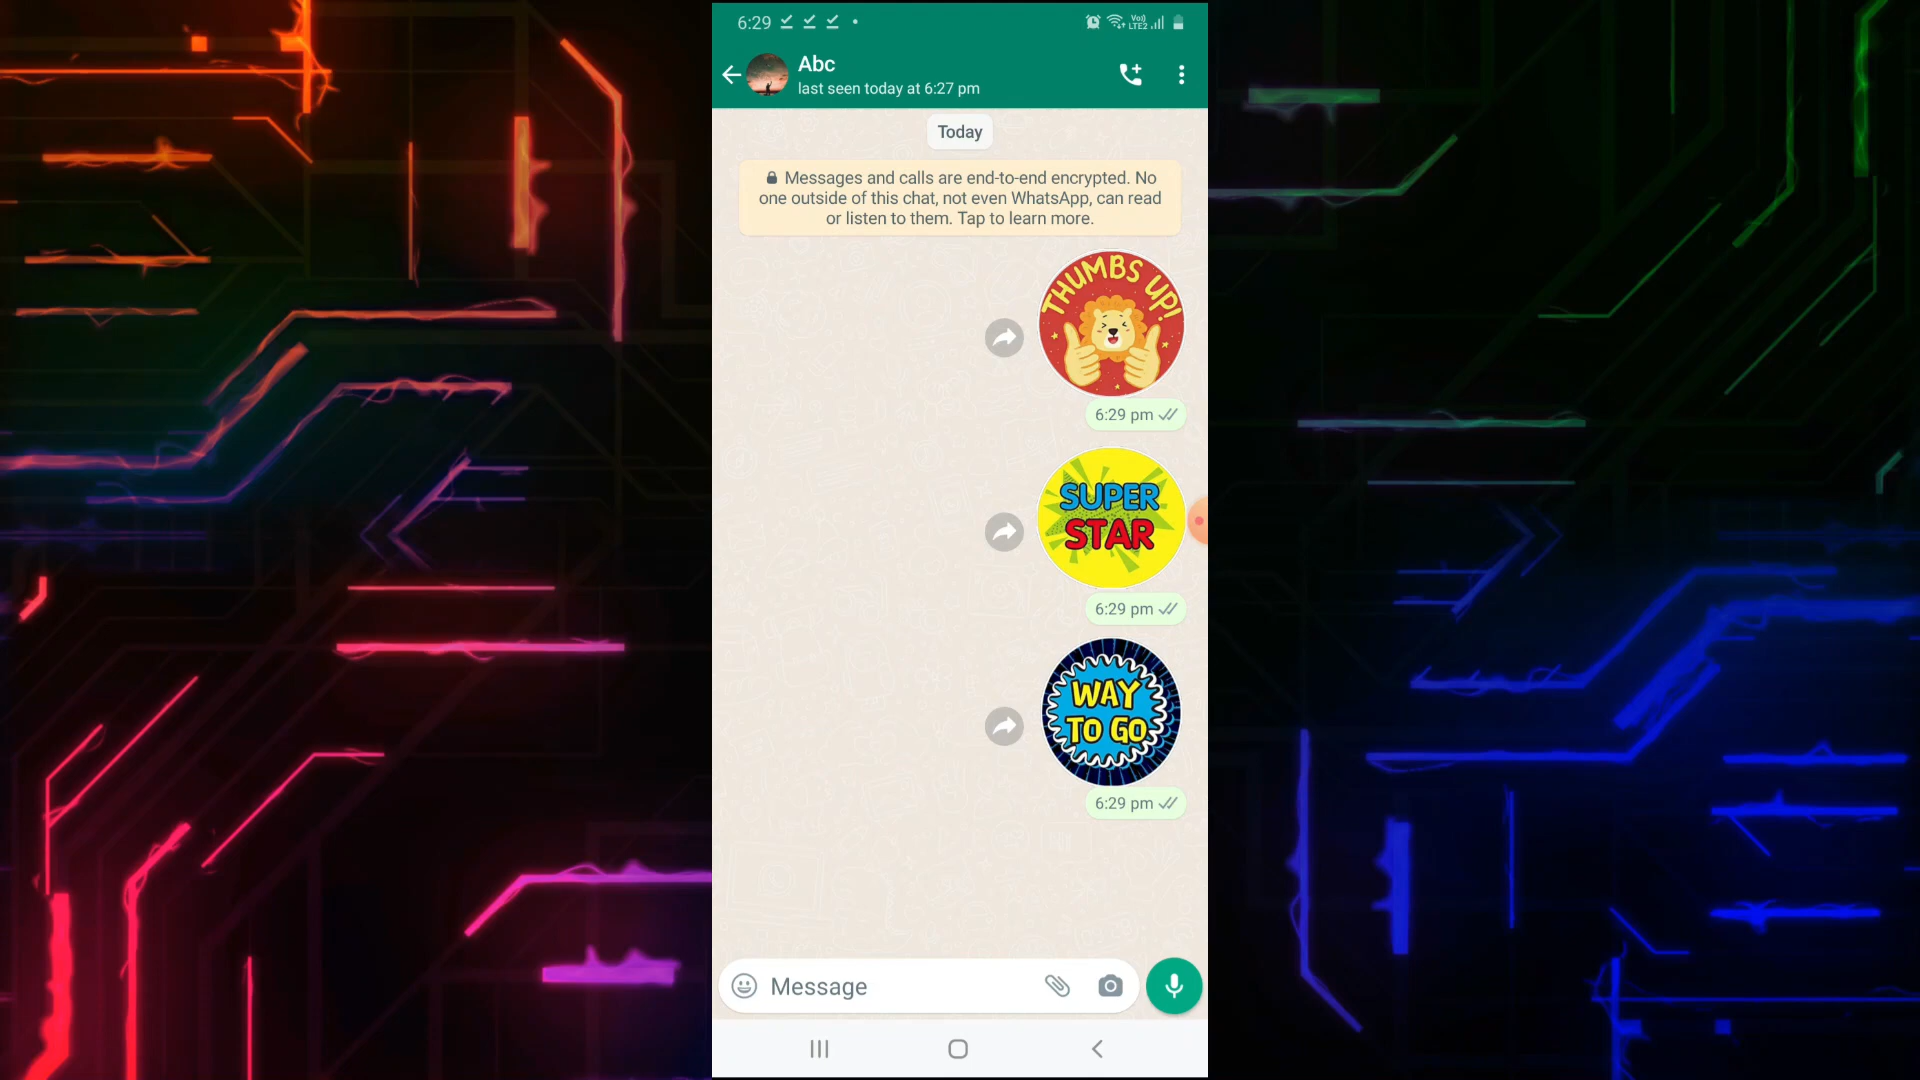 6:29
Vo)) LTE2
Abc
last seen today at 6:27 pm
Today
Messages and calls are end-to-end encrypted. No
one outside of this chat, not even WhatsApp, can read
or listen to them. Tap to learn more.
THUMBS UP!
6:29 pm
SUPER
STAR
6:29 pm
WAY
TO GO
6:29 pm
Message